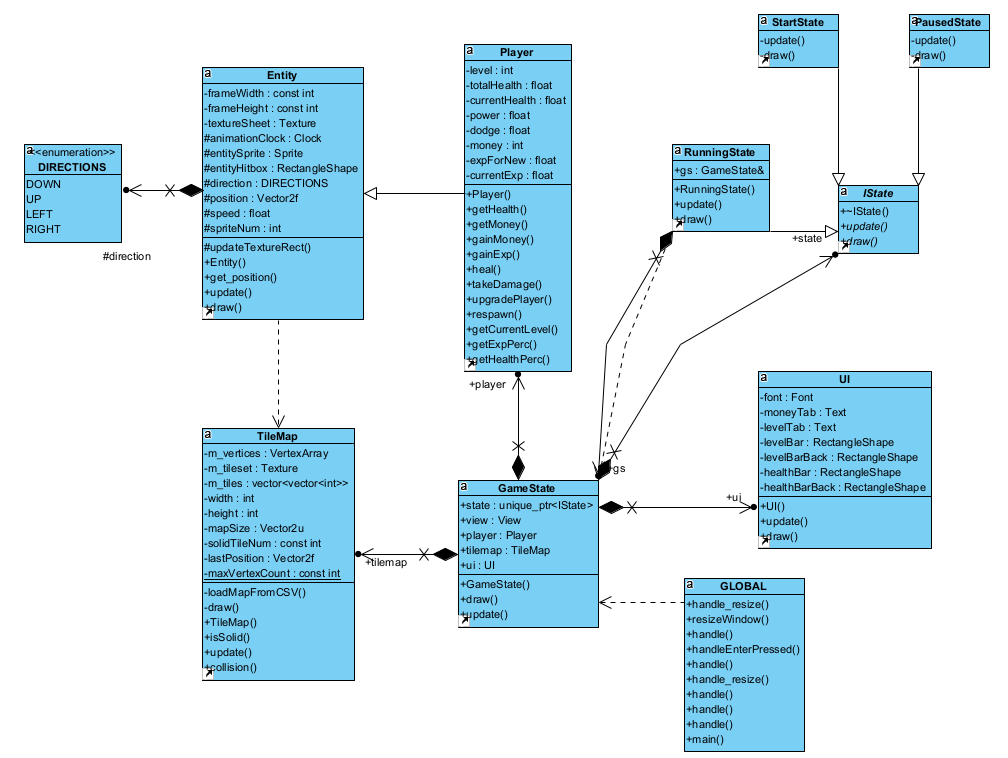 a
StartState
-update()
-draw()
a
PausedState
-update()
-draw()
a
Player
-level : int
-totalHealth : float
-currentHealth : float
-power : float
-dodge : float
-money : int
-expForNew : float
-currentExp : float
+Player()
+getHealth()
+getMoney()
+gainMoney()
+gainExp()
+heal()
+takeDamage()
+upgradePlayer()
+respawn()
+getCurrentLevel()
+getExpPerc()
+getHealthPerc()
a
Entity
-frameWidth : const int
-frameHeight : const int
-textureSheet : Texture
#animationClock : Clock
#entitySprite : Sprite
#entityHitbox : RectangleShape
#direction : DIRECTIONS
#position : Vector2f
#speed : float
#spriteNum : int
#updateTextureRect()
+Entity()
+get_position()
+update()
+draw()
a
<<enumeration>>
DIRECTIONS
DOWN
UP
LEFT
RIGHT
#direction
a
RunningState
+gs : GameState&
+RunningState()
+update()
+draw()
a
IState
+~IState()
+update()
+draw()
+state
+player
a
UI
-font : Font
-moneyTab : Text
-levelTab : Text
-levelBar : RectangleShape
-levelBarBack : RectangleShape
-healthBar : RectangleShape
-healthBarBack : RectangleShape
+UI()
+update()
+draw()
a
TileMap
-m_vertices : VertexArray
-m_tileset : Texture
-m_tiles : vector<vector<int>>
-width : int
-height : int
-mapSize : Vector2u
-solidTileNum : const int
-lastPosition : Vector2f
-maxVertexCount : const int
-loadMapFromCSV()
-draw()
+TileMap()
+isSolid()
+update()
+collision()
+gs
+ui
+tilemap
a
GameState
+state : unique_ptr<IState>
+view : View
+player : Player
+tilemap : TileMap
+ui : UI
+GameState()
+draw()
+update()
a
GLOBAL
+handle_resize()
+resizeWindow()
+handle()
+handleEnterPressed()
+handle()
+handle_resize()
+handle()
+handle()
+handle()
+main()